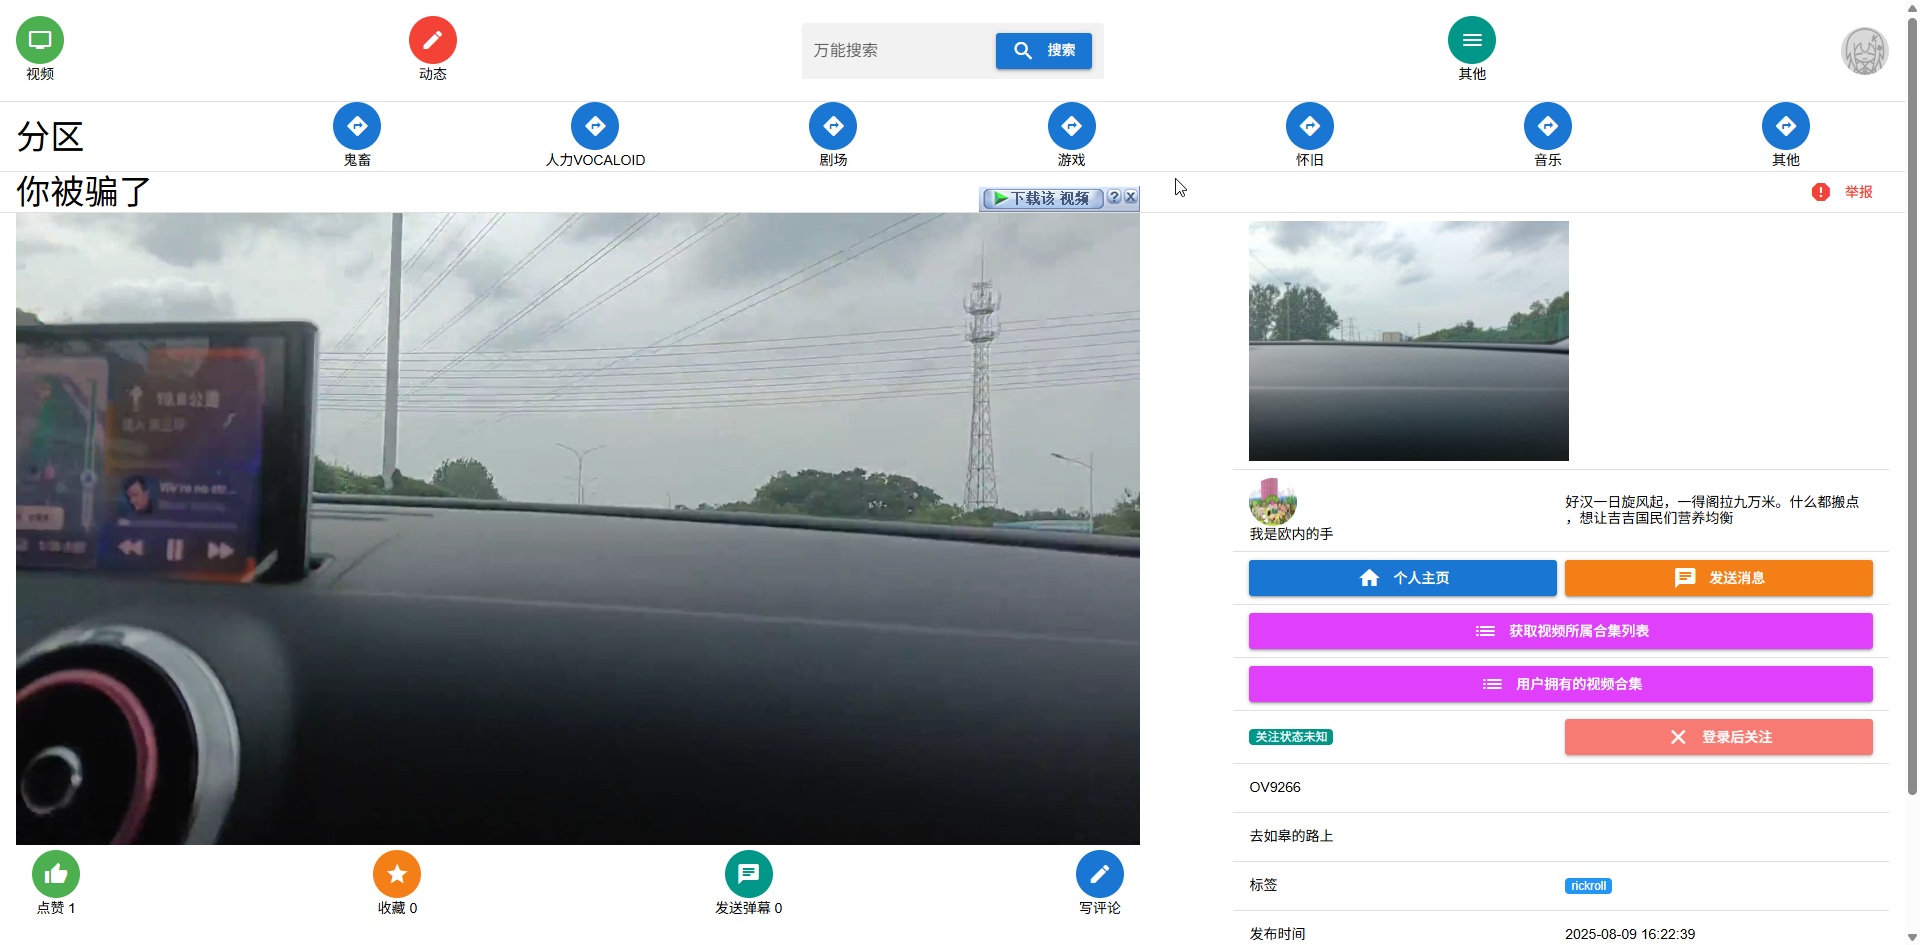 视频
动态
万能搜索
搜索
其他
分区
鬼畜
人力VOCALOID
剧场
游戏
怀旧
音乐
其他
你被骗了
下载该 视频
举报
We're no str...
我是欧内的手
好汉一日旋风起，一得阁拉九万米。什么都搬点
，想让吉吉国民们营养均衡
个人主页
发送消息
获取视频所属合集列表
用户拥有的视频合集
关注状态未知
登录后关注
OV9266
去如皋的路上
标签
rickroll
发布时间
2025-08-09 16:22:39
点赞 1
收藏 0
发送弹幕 0
写评论